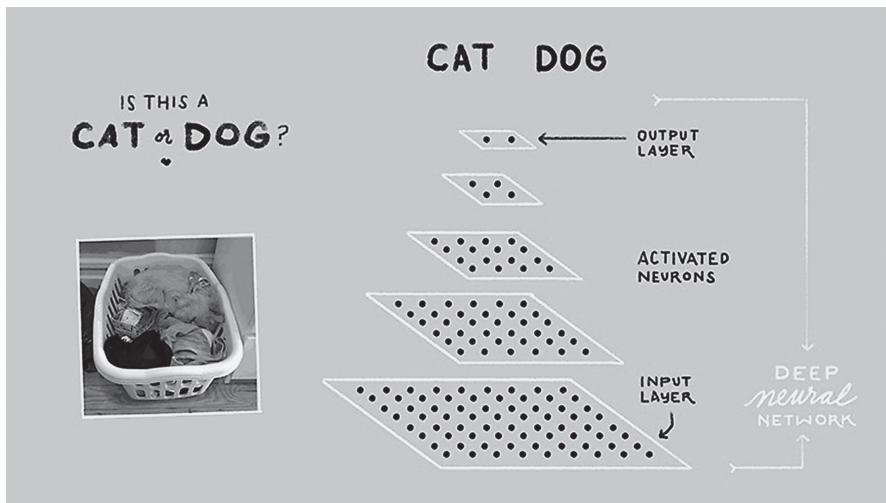 IS THIS A
CAT or DOG?
CAT DOG
OUTPUT
LAYER
ACTIVATED
NEURONS
INPUT
LAYER
DEEP
neural
NETWORK